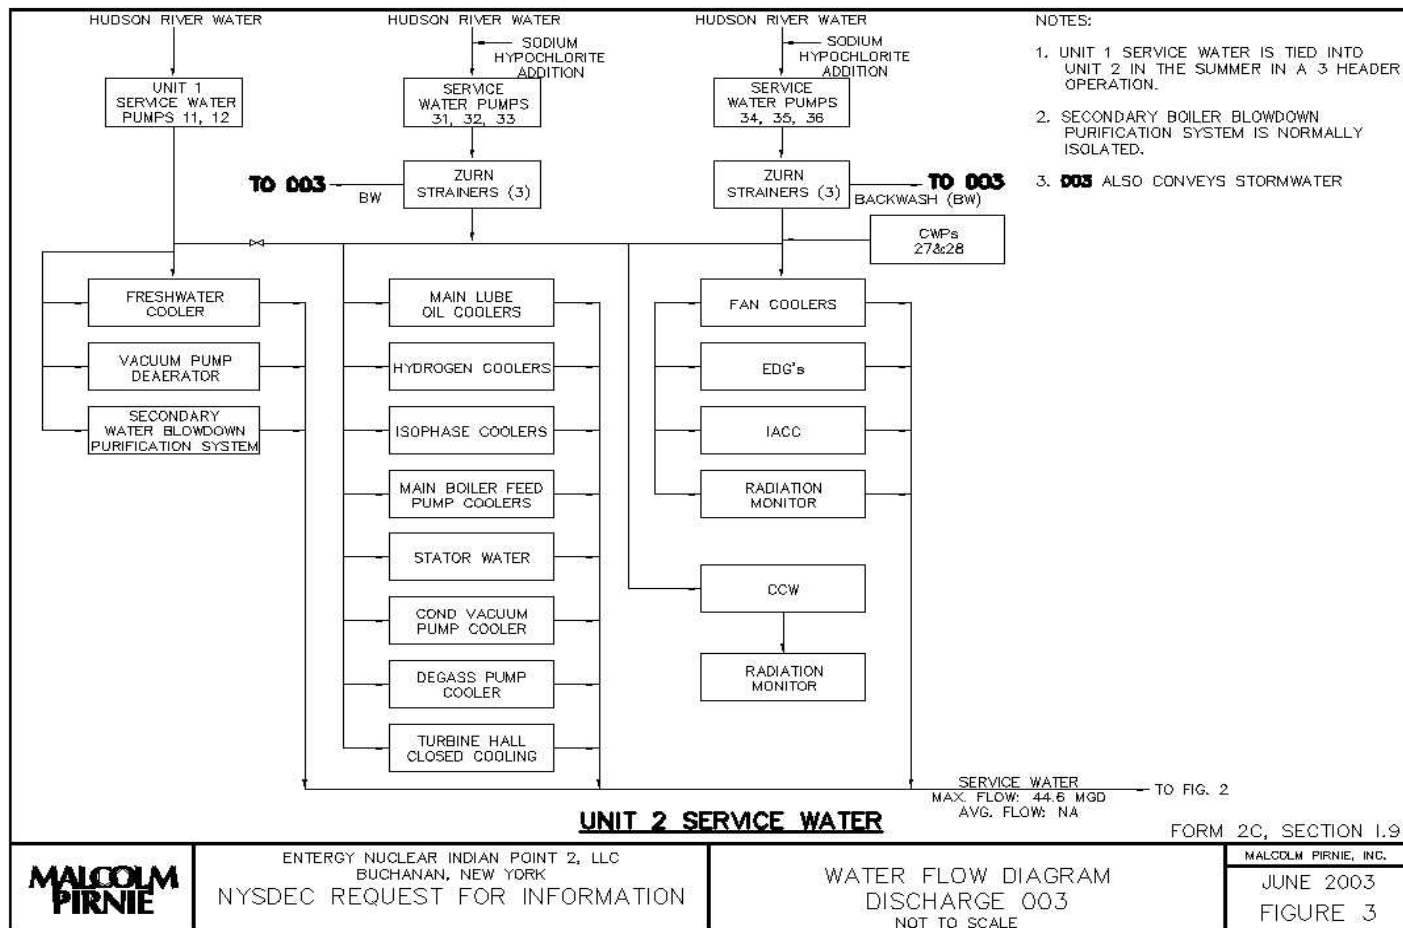 HUDSON RIVER WATER
HUDSON RIVER WATER
HUDSON RIVER WATER
SODIUM
HYPOCHLORITE
ADDITION
SODIUM
HYPOCHLORITE
ADDITION
UNIT 1
SERVICE WATER
PUMPS 11, 12
SERVICE
WATER PUMPS
31, 32, 33
SERVICE
WATER PUMPS
34, 35, 36
TO 003
BW
ZURN
STRAINERS (3)
ZURN
STRAINERS (3)
TO 003
BACKWASH (BW)
CWPs
27&28
FRESHWATER
COOLER
VACUUM PUMP
DEAERATOR
SECONDARY
WATER BLOWDOWN
PURIFICATION SYSTEM
MAIN LUBE
OIL COOLERS
HYDROGEN COOLERS
ISOPHASE COOLERS
MAIN BOILER FEED
PUMP COOLERS
STATOR WATER
COND VACUUM
PUMP COOLER
DEGASS PUMP
COOLER
TURBINE HALL
CLOSED COOLING
FAN COOLERS
EDG's
IACC
RADIATION
MONITOR
CCW
RADIATION
MONITOR
NOTES:
1. UNIT 1 SERVICE WATER IS TIED INTO
UNIT 2 IN THE SUMMER IN A 3 HEADER
OPERATION.
2. SECONDARY BOILER BLOWDOWN
PURIFICATION SYSTEM IS NORMALLY
ISOLATED.
3. 003 ALSO CONVEYS STORMWATER
SERVICE WATER
MAX. FLOW: 44.6 MGD
AVG. FLOW: NA
TO FIG. 2
UNIT 2 SERVICE WATER
FORM 2C, SECTION I.9
MALCOLM
PIRNIE
ENTERGY NUCLEAR INDIAN POINT 2, LLC
BUCHANAN, NEW YORK
NYSDEC REQUEST FOR INFORMATION
WATER FLOW DIAGRAM
DISCHARGE 003
NOT TO SCALE
MALCOLM PIRNIE, INC.
JUNE 2003
FIGURE 3